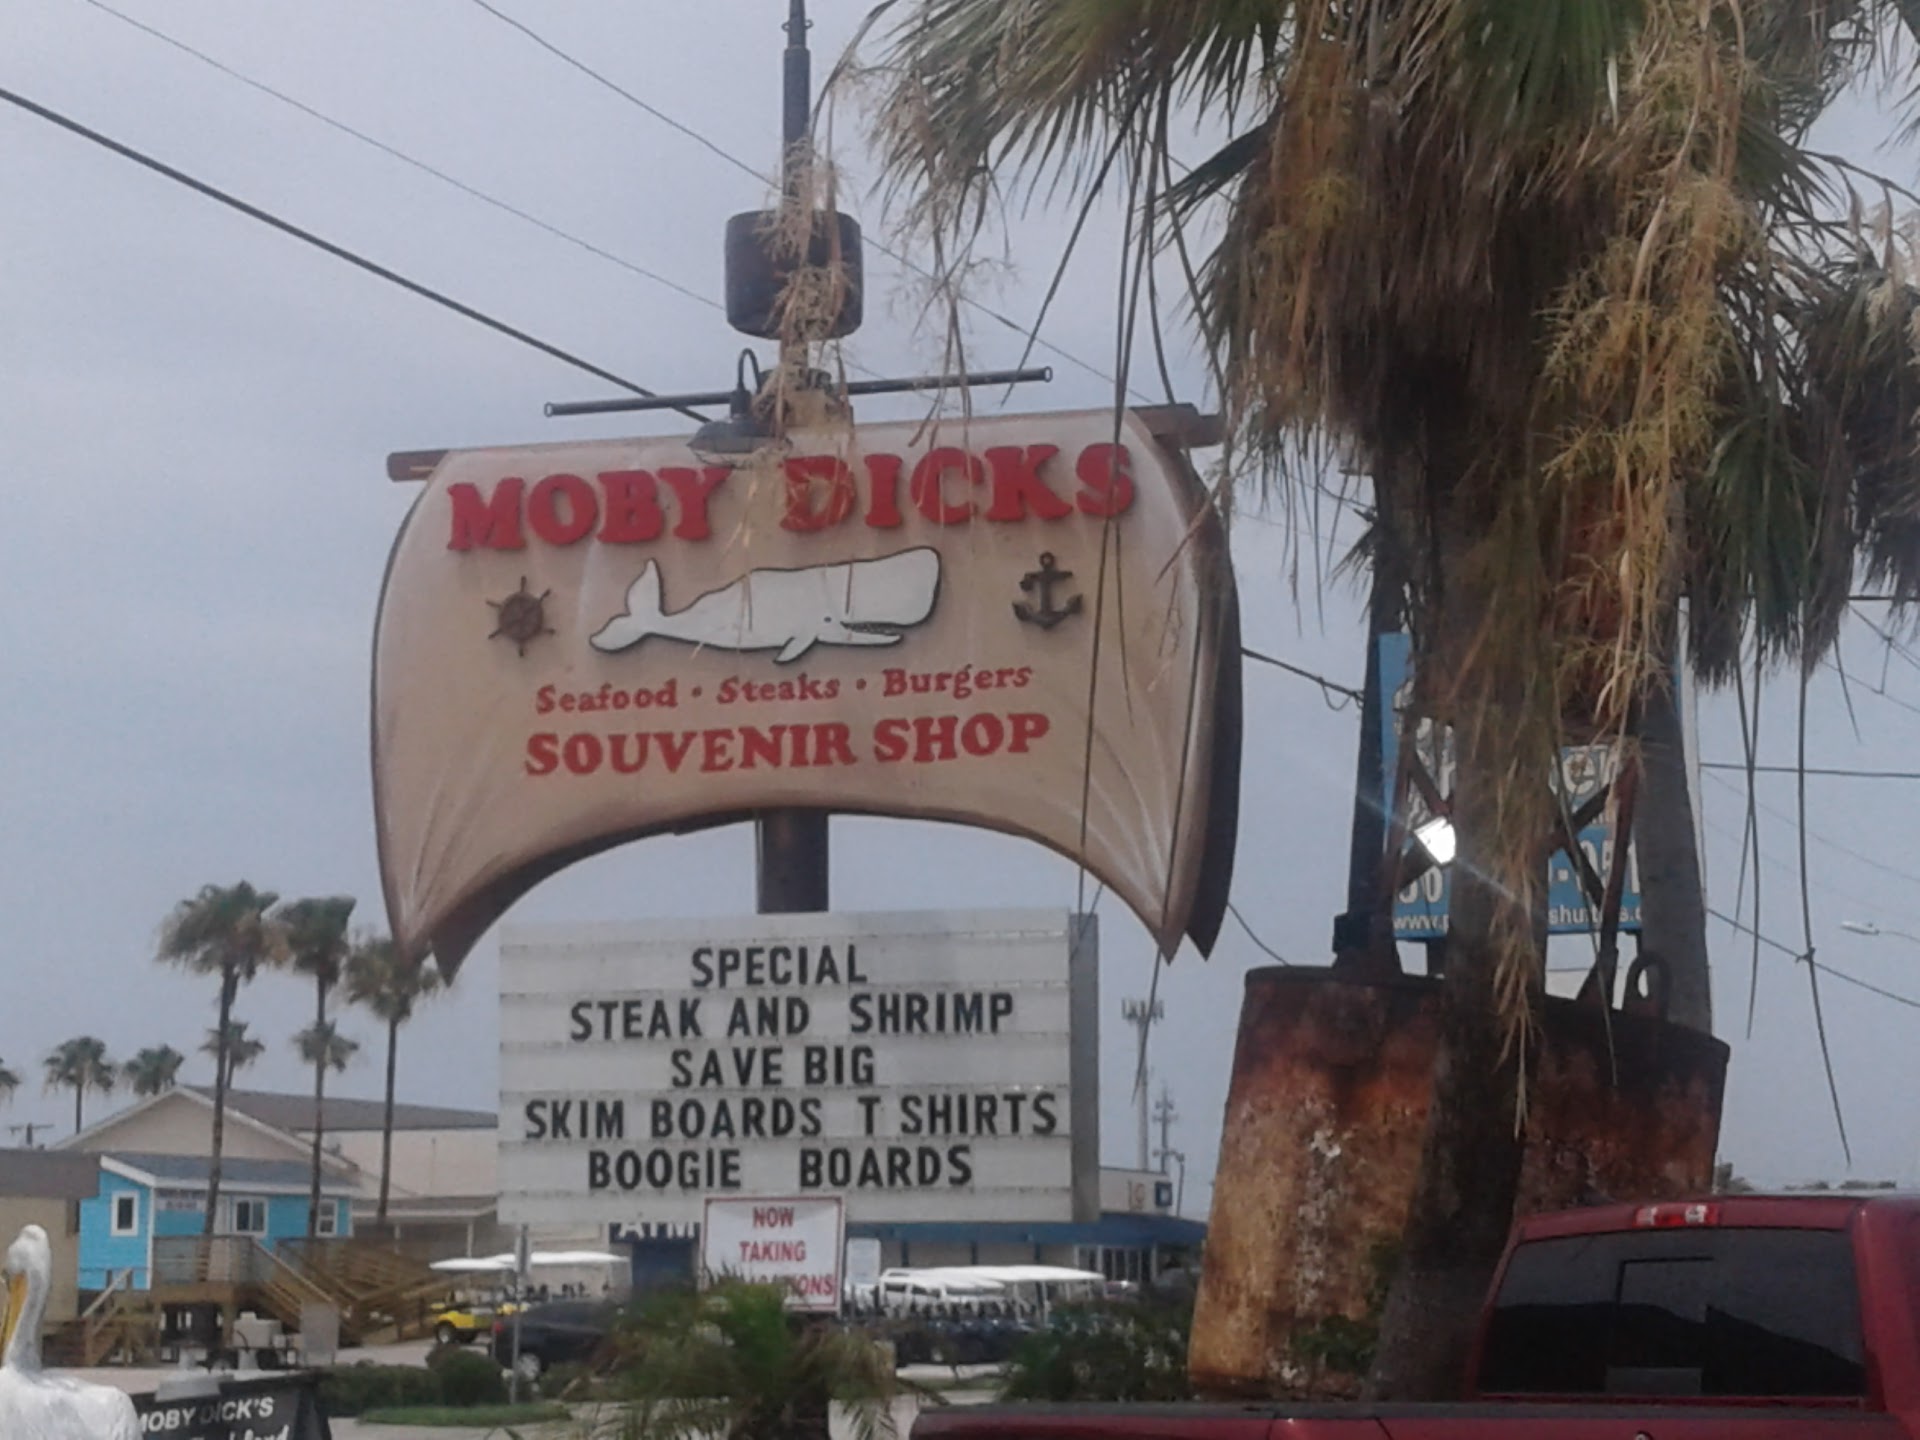 MOBY DICKS
Seafood • Steaks • Burgers
SOUVENIR SHOP
SPECIAL
STEAK AND SHRIMP
SAVE BIG
SKIM BOARDS T SHIRTS
BOOGIE BOARDS
ATM
NOW
TAKING
MOBY DICK'S